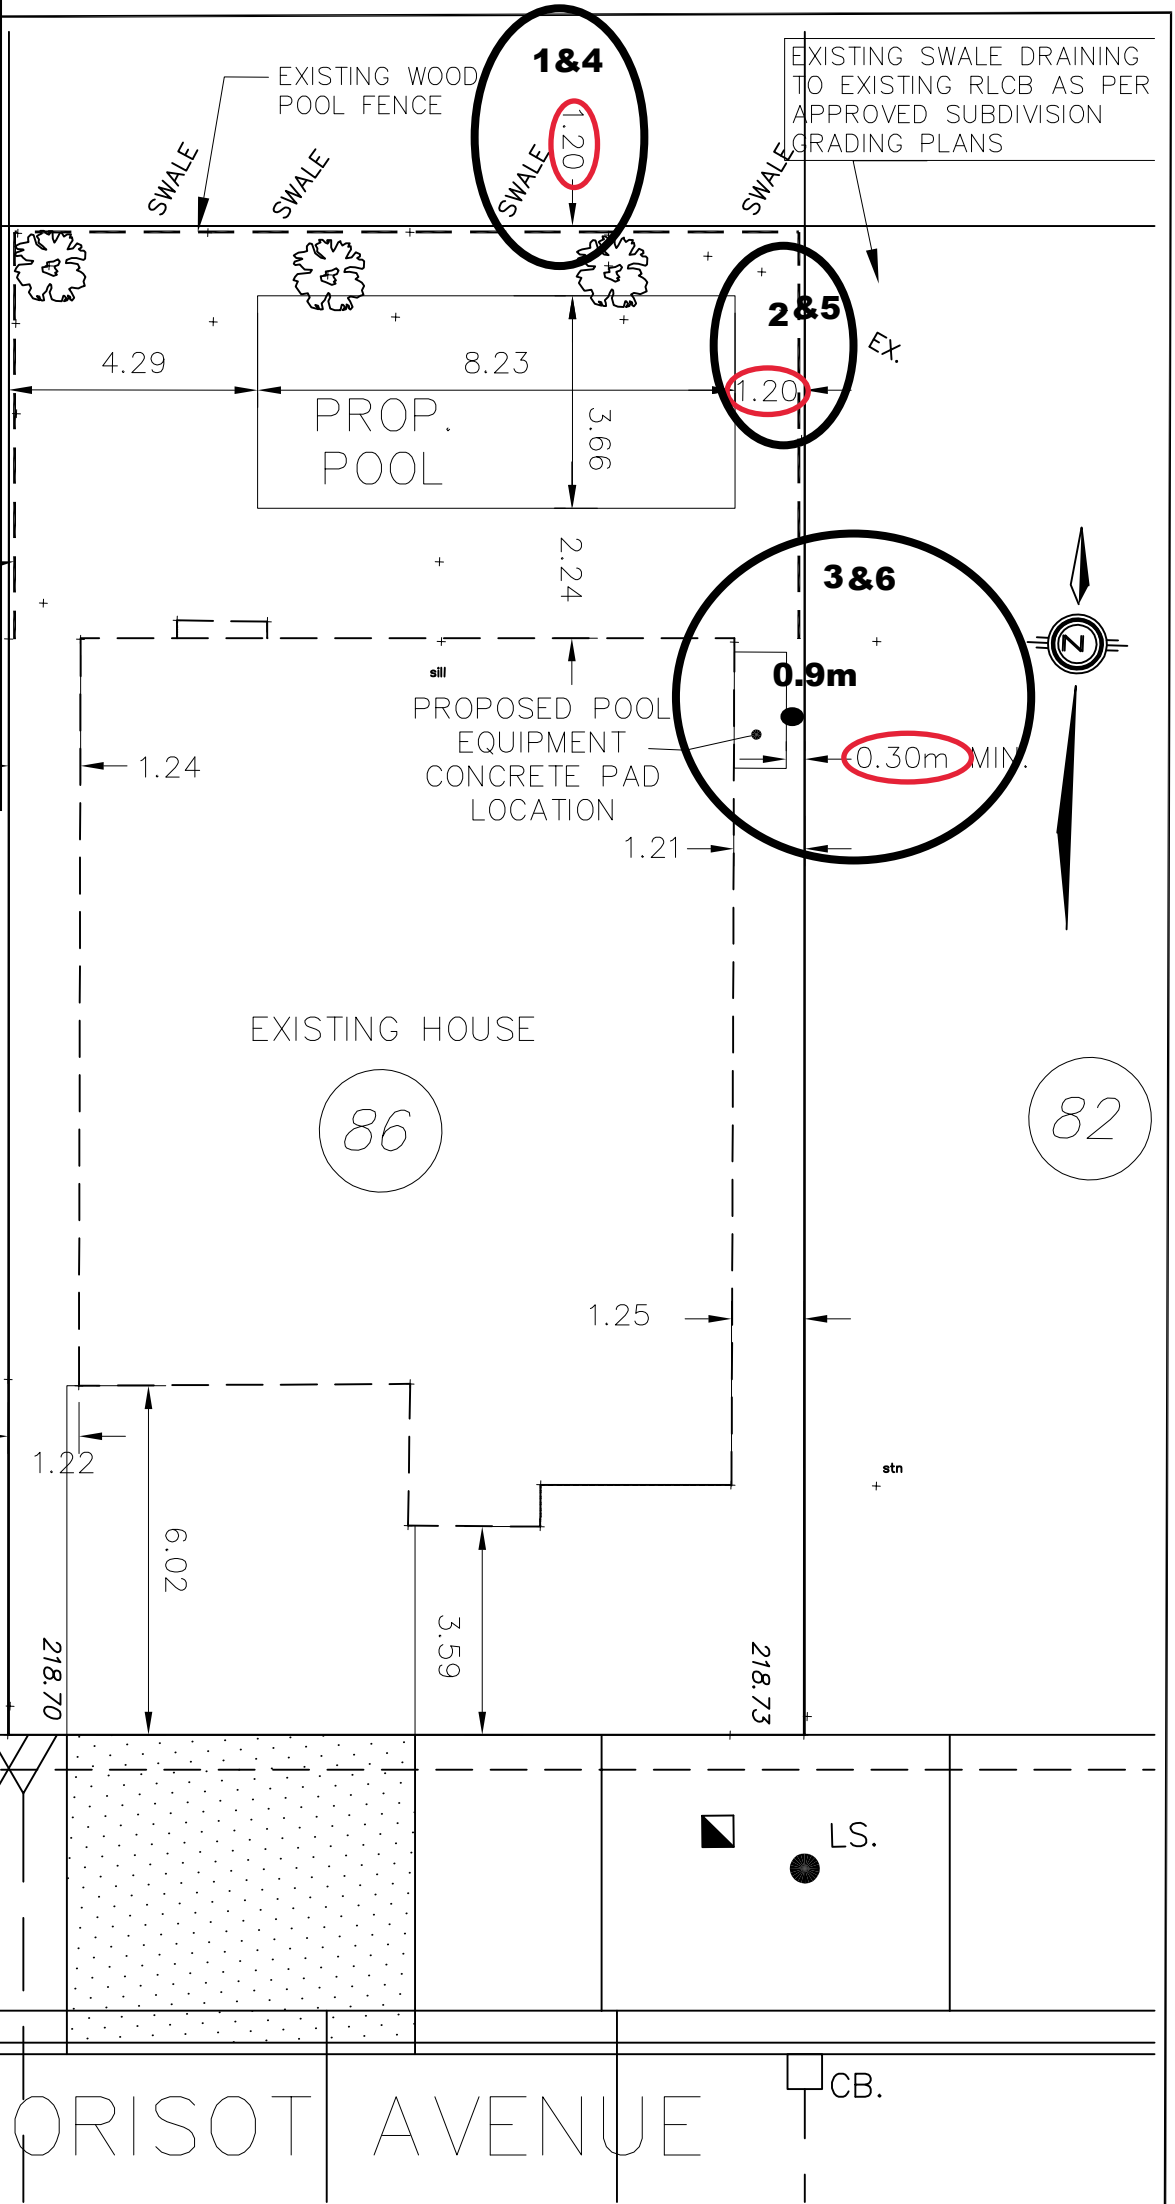 1&4
EXISTING WOOD
POOL FENCE
1.20
EXISTING SWALE DRAINING
TO EXISTING RLCB AS PER
APPROVED SUBDIVISION
GRADING PLANS
SWALE
SWALE
SWALE
SWALE
2&5
EX.
4.29
8.23
1.20
PROP.
POOL
3.66
2.24
3&6
N
sill
0.9m
PROPOSED POOL
EQUIPMENT
CONCRETE PAD
LOCATION
0.30m MIN.
1.24
1.21
EXISTING HOUSE
86
82
1.25
1.22
stn
6.02
3.59
218.70
218.73
LS.
CB.
ORISOT AVENUE